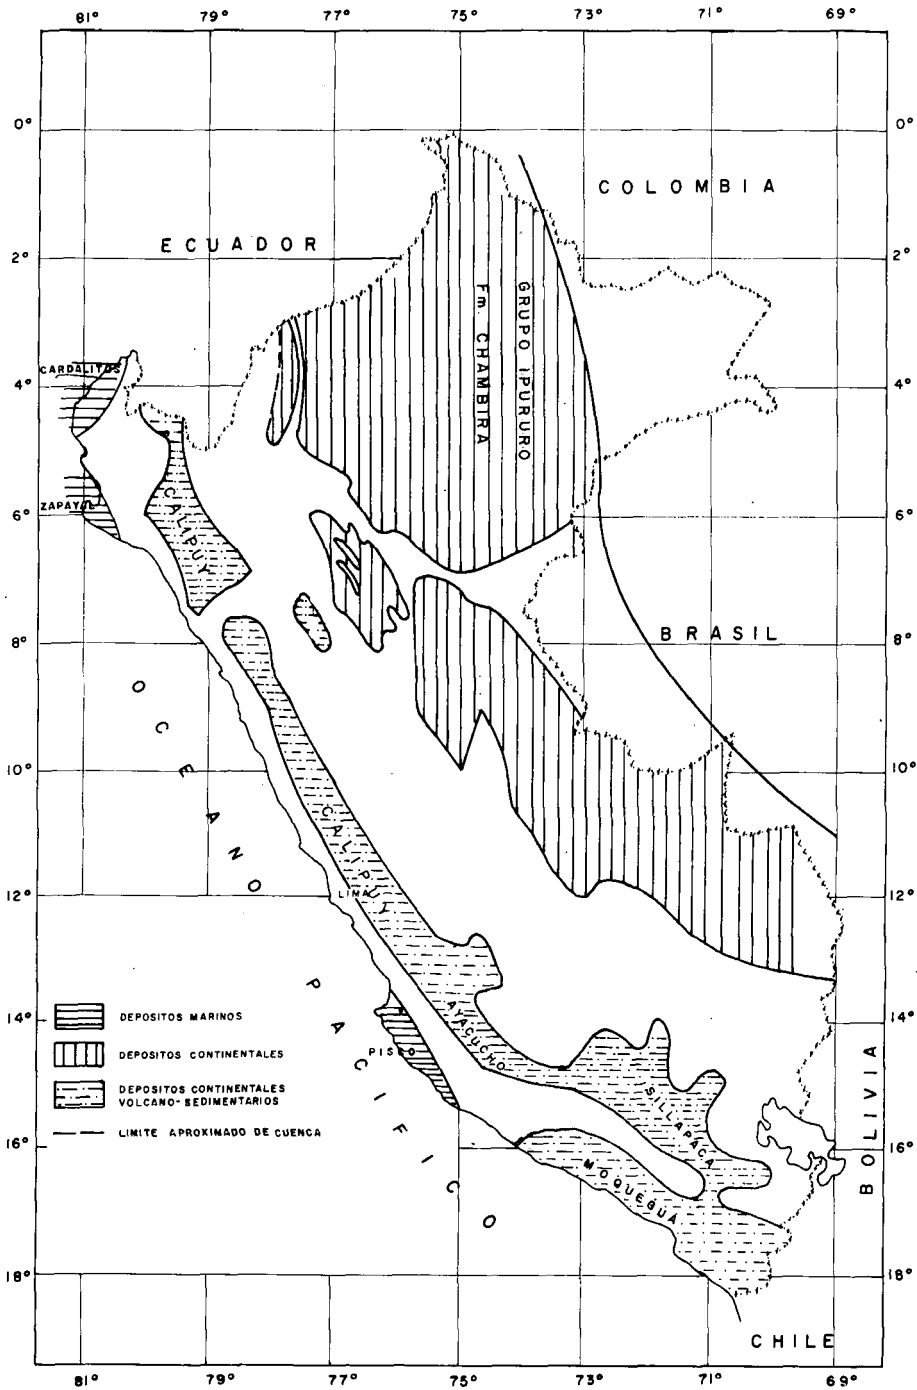 81° 79° 77° 75° 73° 71° 69°
0° 0°
COLOMBIA
ECUADOR
2° 2°
GRUPO IPURURO
Fm. CHAMBIRA
CARDALITOS
4° 4°
CALIPUY
ZAPAYAL
6° 6°
BRASIL
8° 8°
OCEANO PACIFICO
10° 10°
CALIPUY
LIMA
12° 12°
AYACUCHO
DEPOSITOS MARINOS
14° 14°
PISCO
DEPOSITOS CONTINENTALES
DEPOSITOS CONTINENTALES
VOLCANO-SEDIMENTARIOS
SILLAPACA
BOLIVIA
LIMITE APROXIMADO DE CUENCA
16° 16°
MOQUEGUA
18° 18°
CHILE
81° 79° 77° 75° 73° 71° 69°